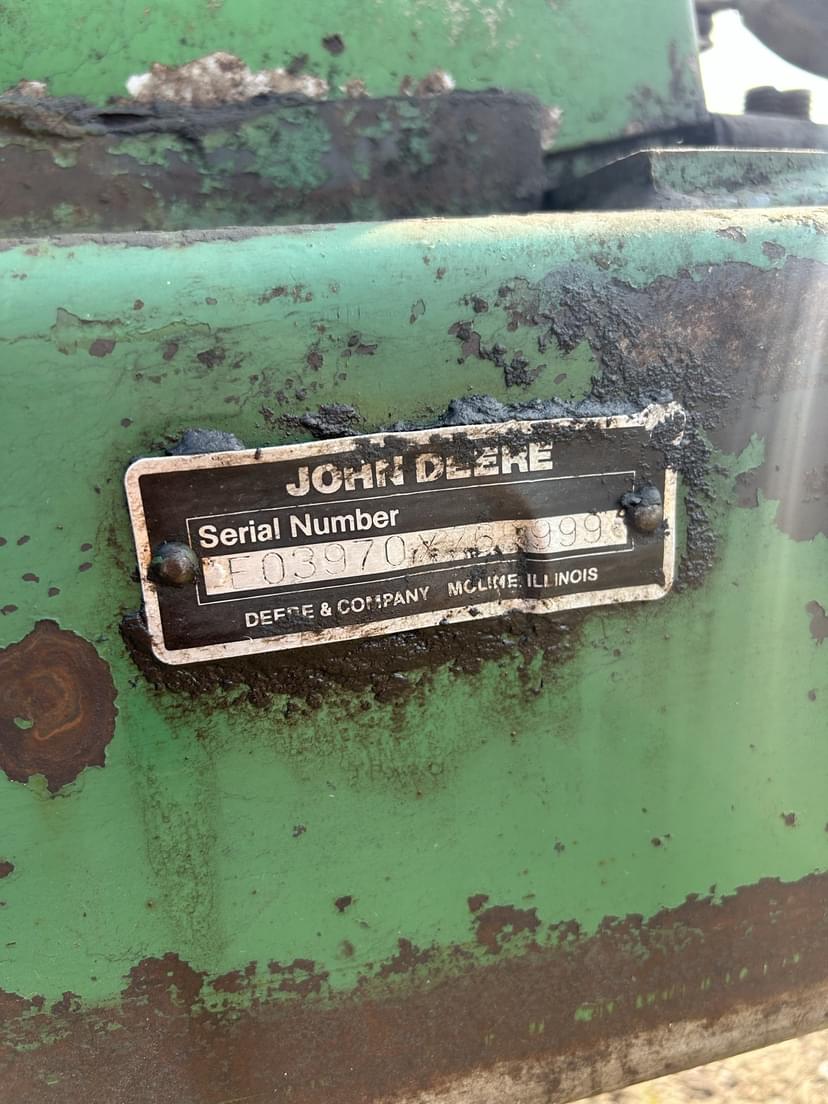 JOHN DEERE
Serial Number
DEERE & COMPANY MOLINE, ILLINOIS